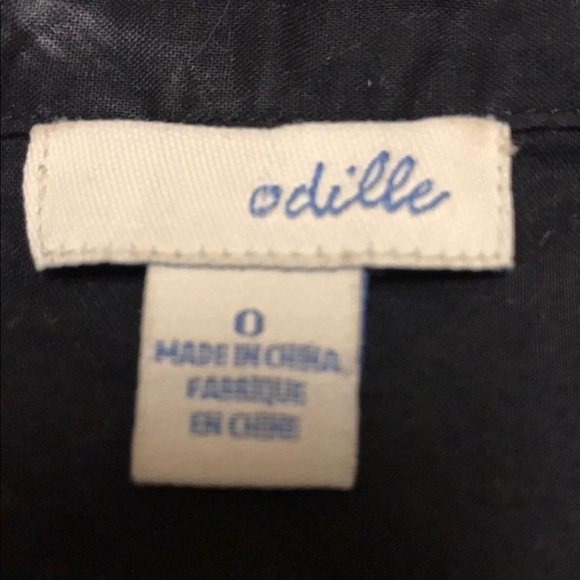 odille
0
MADE IN CHINA
FABRIQUE
EN CHINE